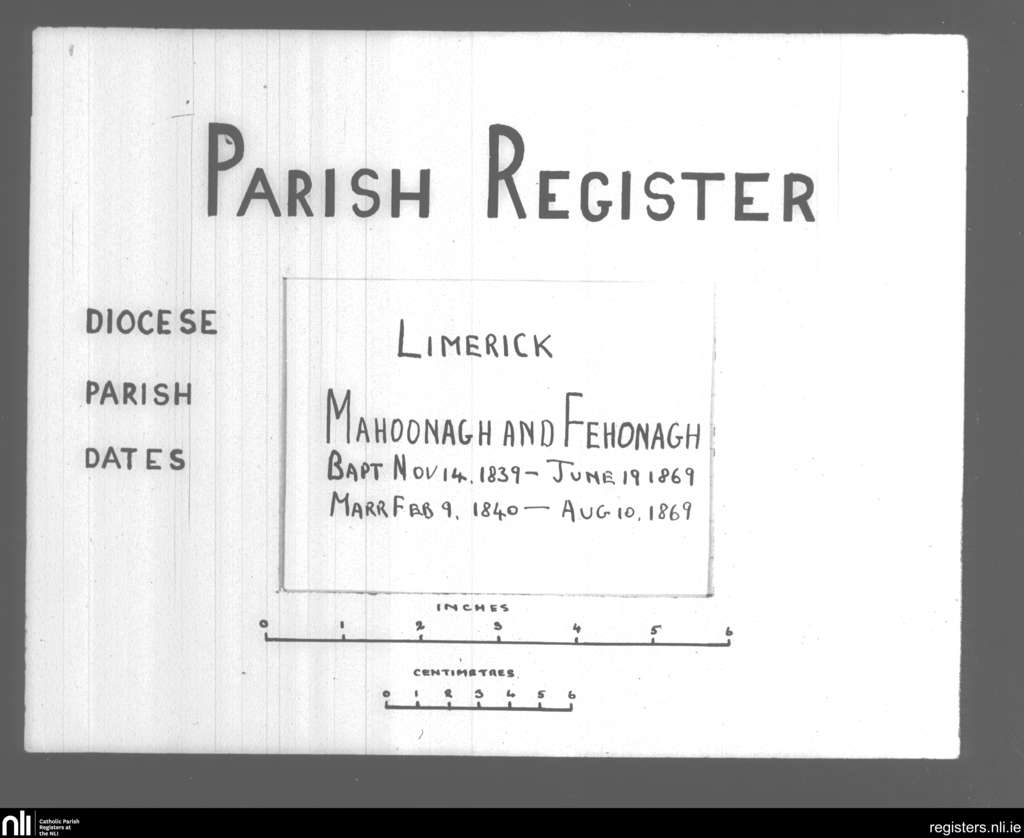 PARISH REGISTER
DIOCESE
LIMERICK
PARISH
MAHOONAGH AND FEHONAGH
DATES
BAPT NOV 14, 1839 – JUNE 19 1869
MARR FEB 9, 1840 — AUG 10, 1869
INCHES
0 1 2 3 4 5 6
CENTIMETRES
0 1 2 3 4 5 6
nli
Catholic Parish
Registers at
the NLI
registers.nli.ie